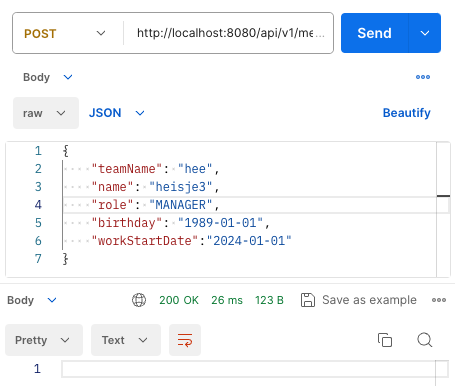 POST
http://localhost:8080/api/v1/me...
Send
Body
raw
JSON
Beautify
1 {
2 "teamName": "hee",
3 "name": "heisje3",
4 "role": "MANAGER",
5 "birthday": "1989-01-01",
6 "workStartDate":"2024-01-01"
7 }
Body
200 OK 26 ms 123 B
Save as example
Pretty
Text
1